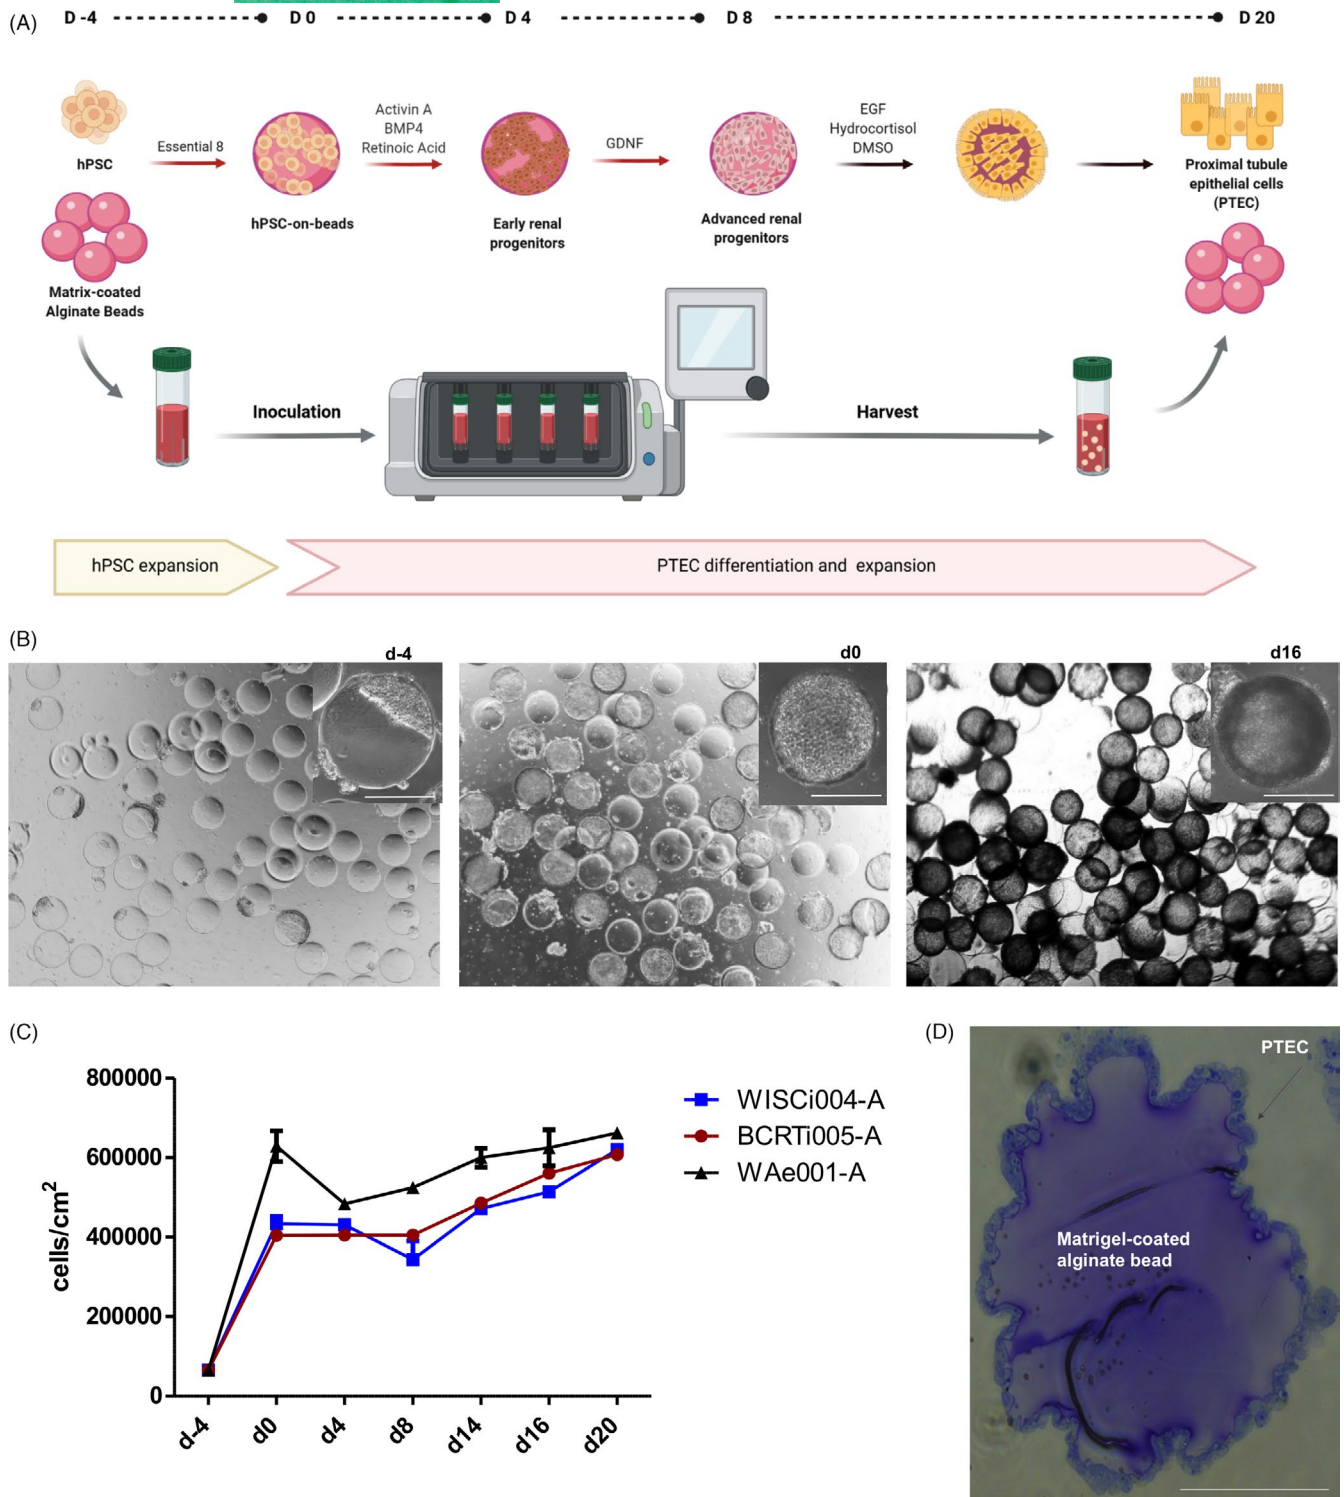 (A)
D -4 D 0 D 4 D 8 D 20
hPSC
Essential 8
hPSC-on-beads
Activin A
BMP4
Retinoic Acid
Early renal
progenitors
GDNF
Advanced renal
progenitors
EGF
Hydrocortisol
DMSO
Proximal tubule
epithelial cells
(PTEC)
Matrix-coated
Alginate Beads
Inoculation
Harvest
hPSC expansion
PTEC differentiation and expansion
(B)
d-4
d0
d16
(C)
800000
600000
400000
200000
0
cells/cm²
d-4
d0
d4
d8
d14
d16
d20
WISCi004-A
BCRTi005-A
WAe001-A
(D)
PTEC
Matrigel-coated
alginate bead